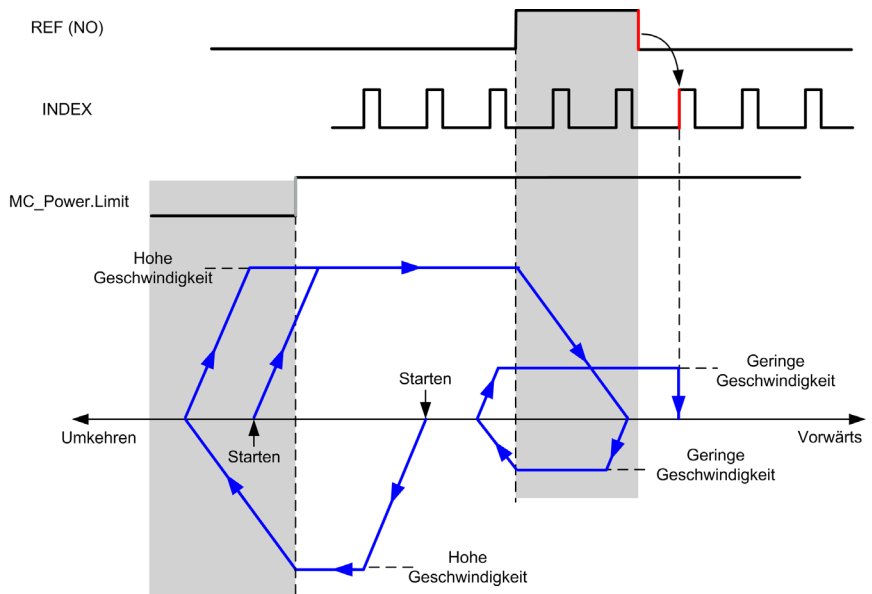 REF (NO)
INDEX
MC_Power.Limit
Hohe
Geschwindigkeit
Starten
Geringe
Geschwindigkeit
Umkehren
Starten
Vorwärts
Geringe
Geschwindigkeit
Hohe
Geschwindigkeit